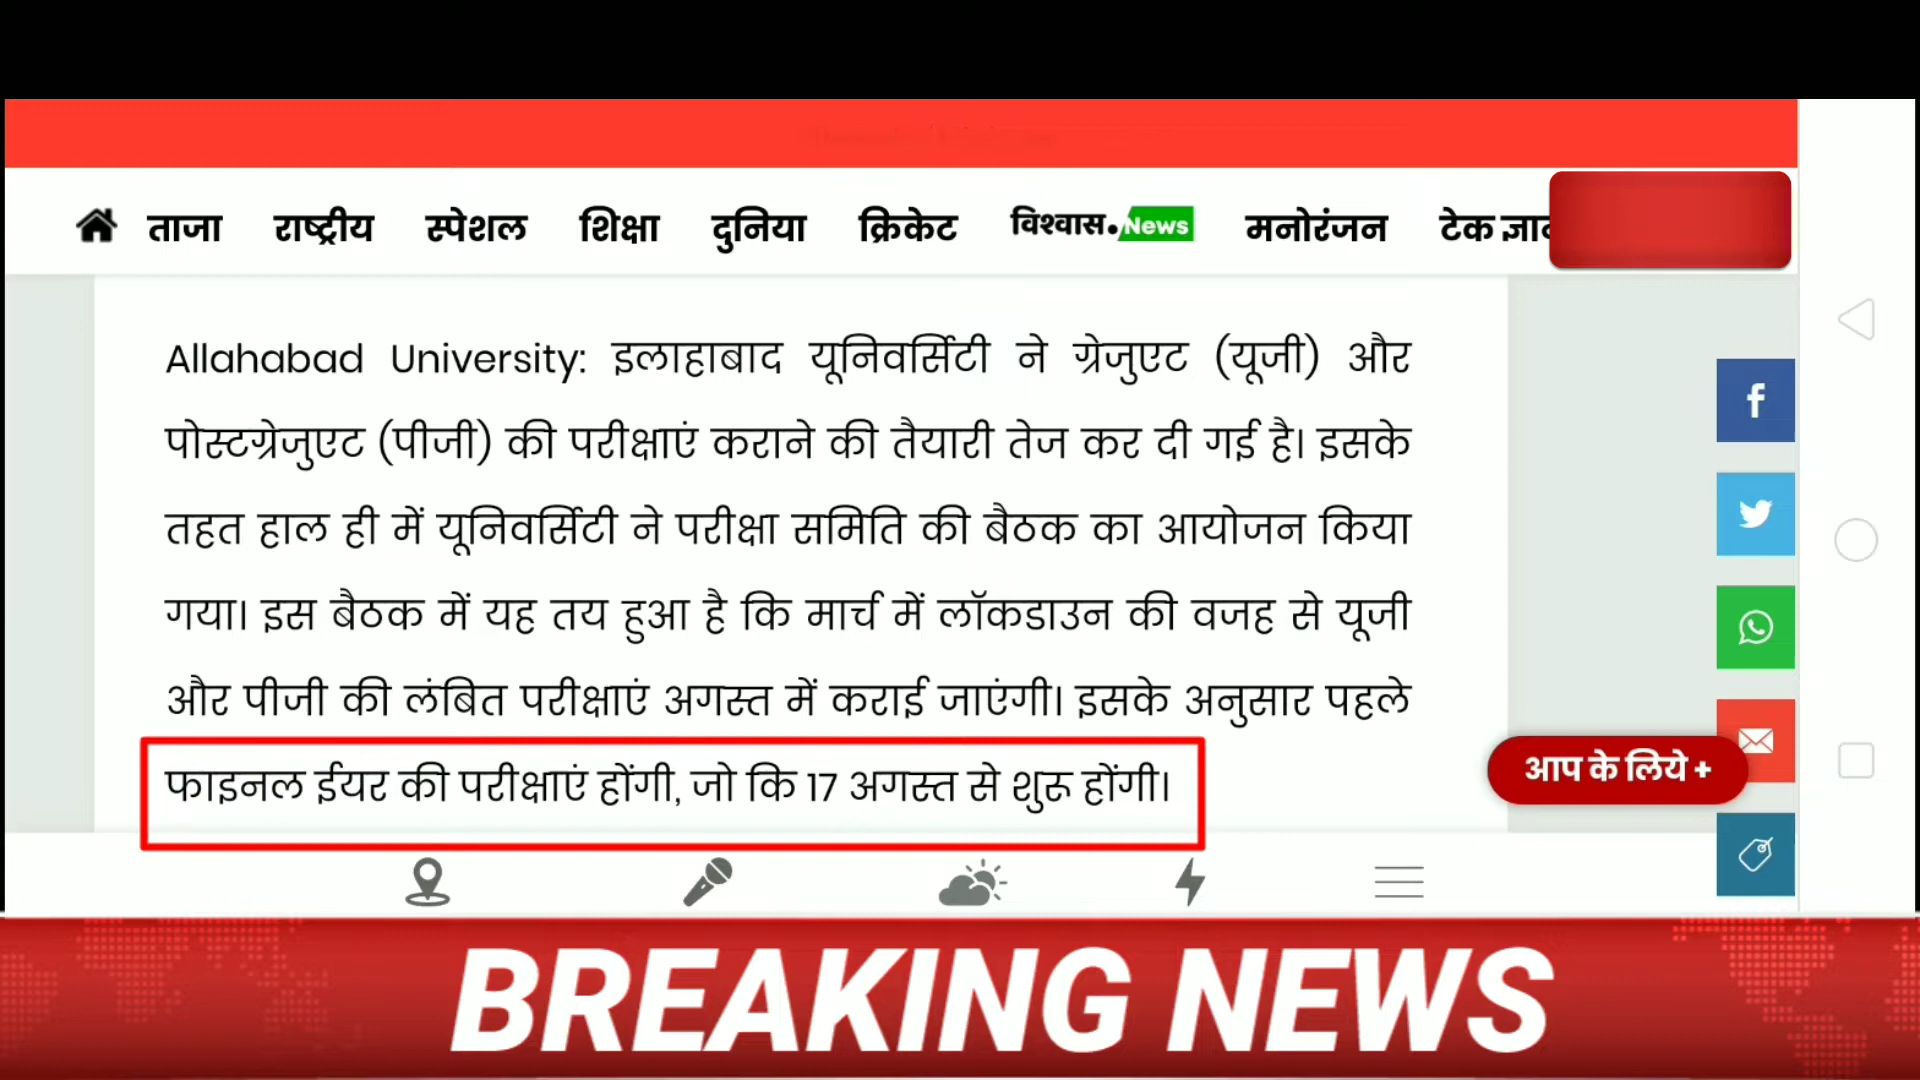 ताजा राष्ट्रीय स्पेशल शिक्षा दुनिया क्रिकेट विश्वास.News मनोरंजन टेक
Allahabad University: इलाहाबाद यूनिवर्सिटी ने ग्रेजुएट (यूजी) और
पोस्टग्रेजुएट (पीजी) की परीक्षाएं कराने की तैयारी तेज कर दी गई है। इसके
तहत हाल ही में यूनिवर्सिटी ने परीक्षा समिति की बैठक का आयोजन किया
गया। इस बैठक में यह तय हुआ है कि मार्च में लॉकडाउन की वजह से यूजी
और पीजी की लंबित परीक्षाएं अगस्त में कराई जाएंगी। इसके अनुसार पहले
फाइनल ईयर की परीक्षाएं होंगी, जो कि 17 अगस्त से शुरू होंगी।
आप के लिये +
BREAKING NEWS